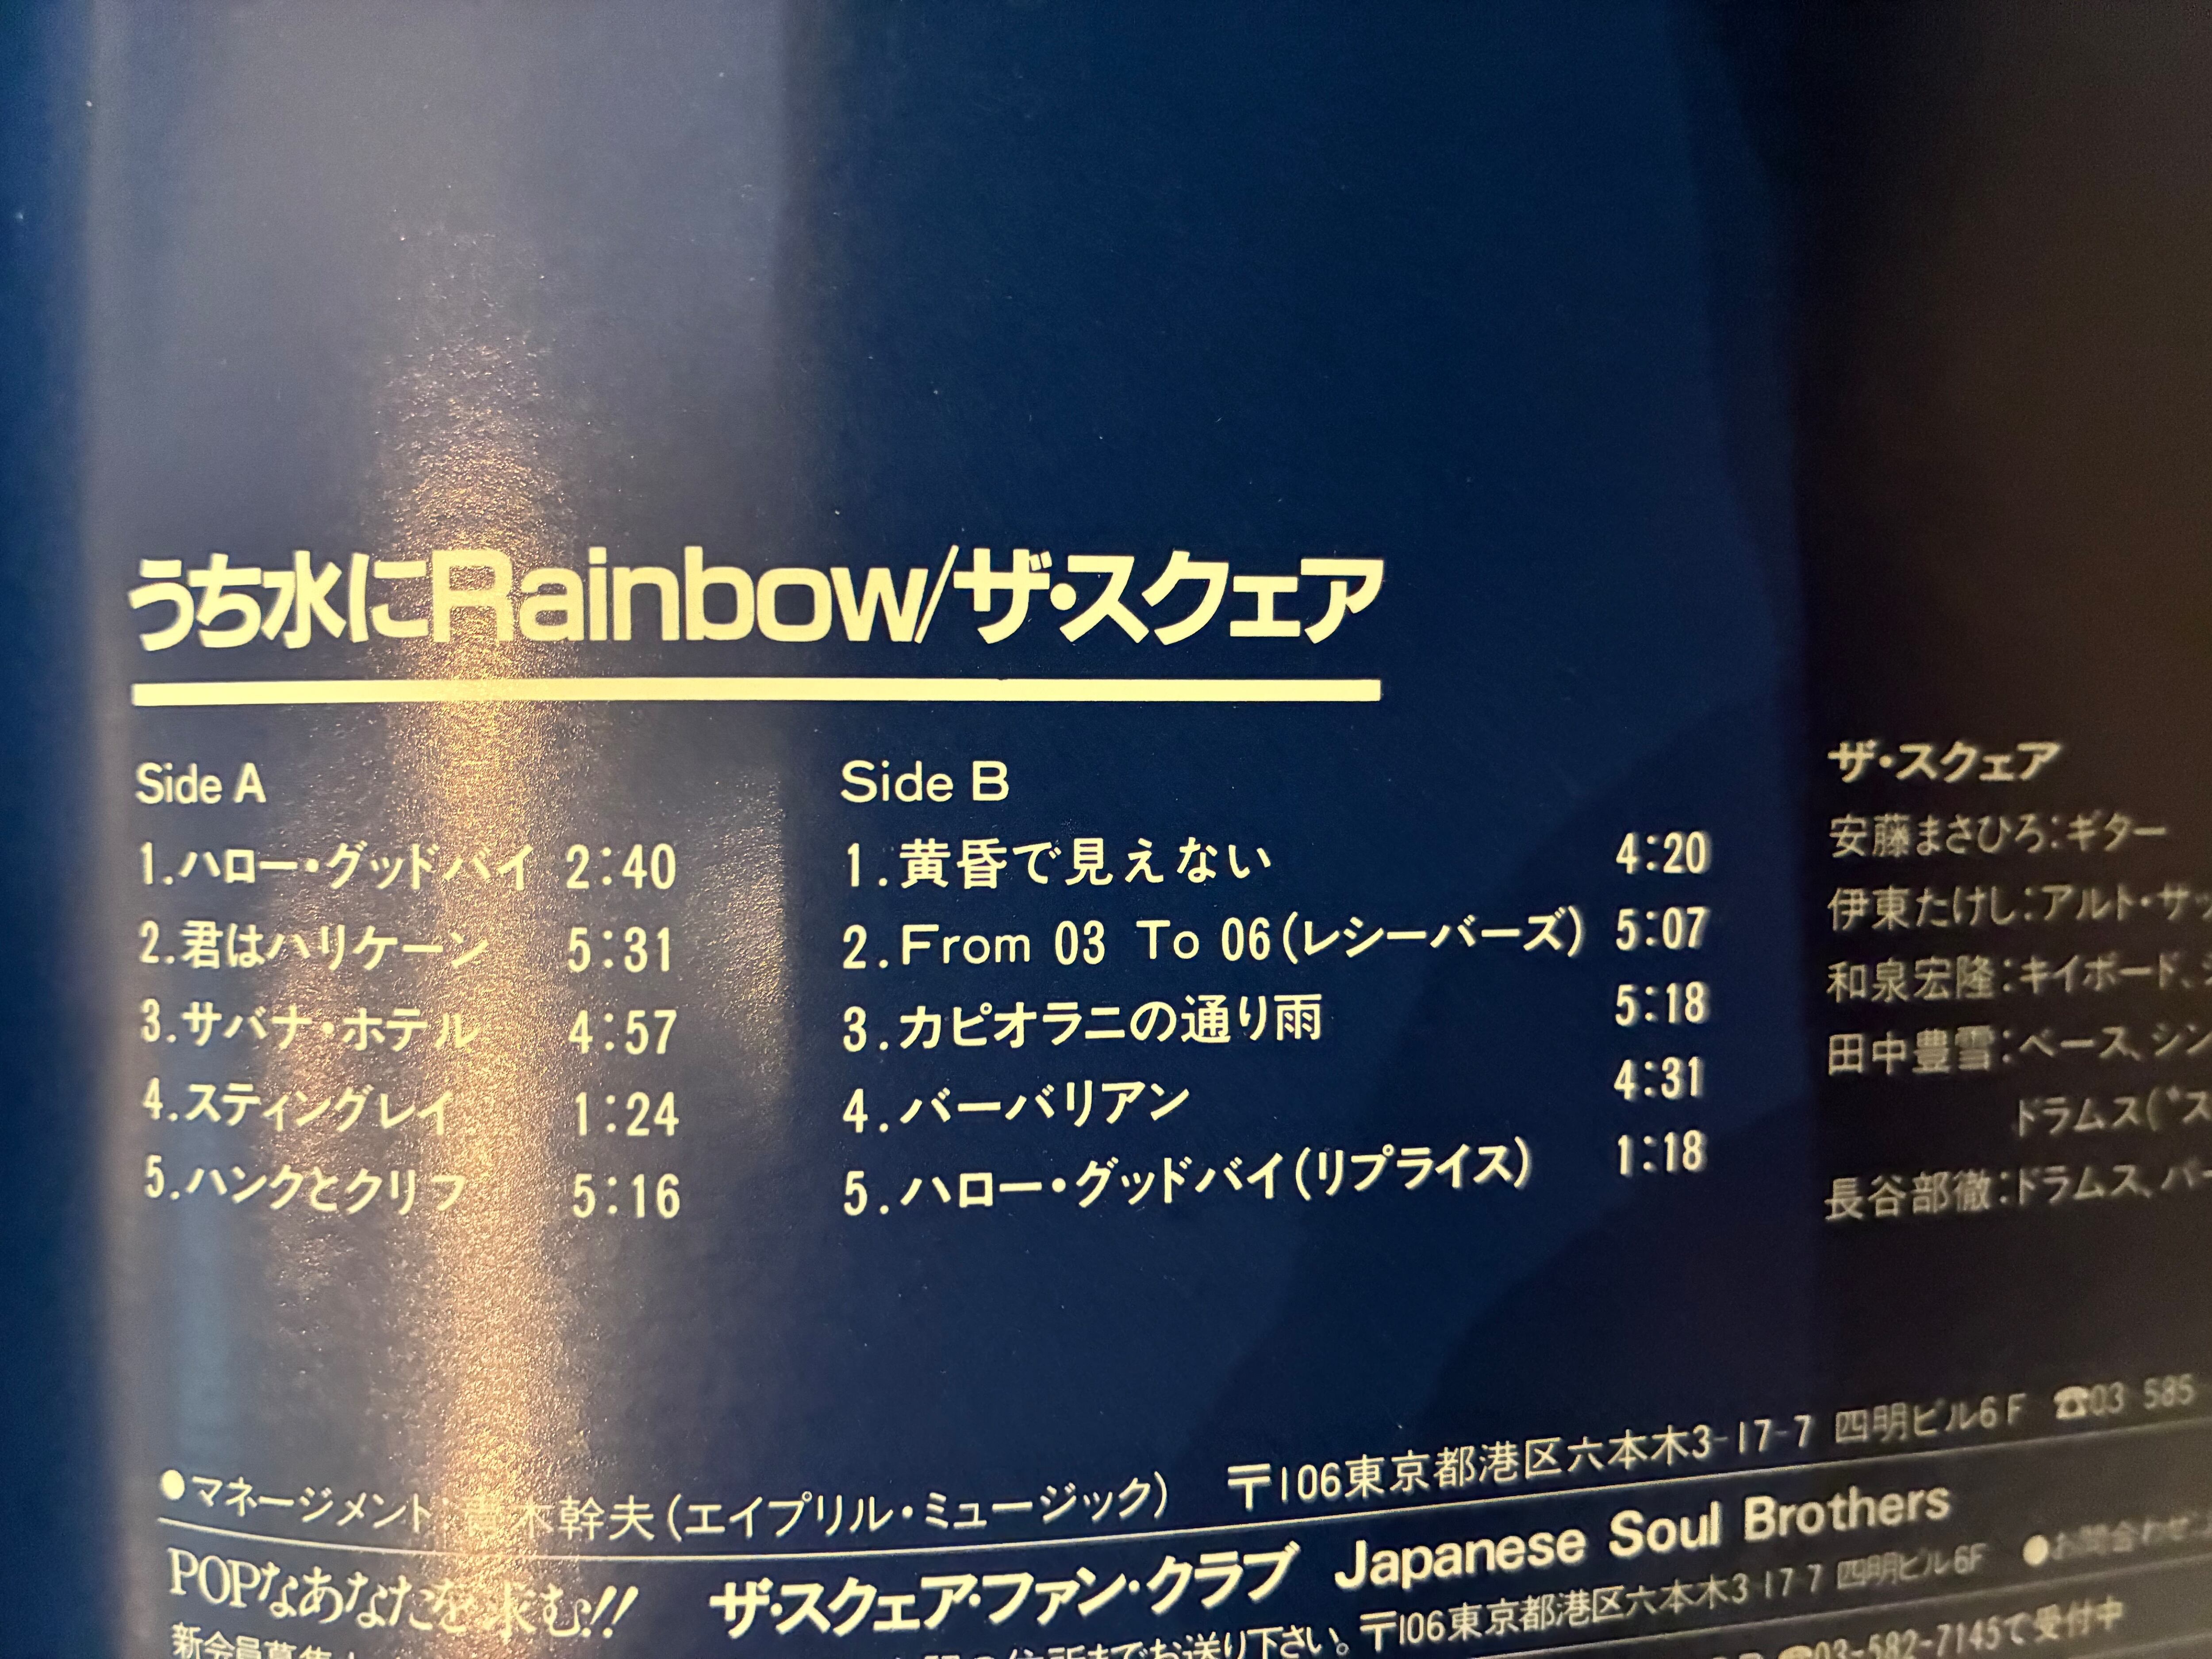 うち水にRainbow/ザ・スクェア
Side A
1.ハロー・グッドバイ 2:40
2.君はハリケーン 5:31
3.サバナ・ホテル 4:57
4.スティングレイ 1:24
5.ハンクとクリフ 5:16
Side B
1.黄昏で見えない 4:20
2.From 03 To 06(レシーバーズ) 5:07
3.カピオラニの通り雨 5:18
4.バーバリアン 4:31
5.ハロー・グッドバイ(リプライス) 1:18
ザ・スクェア
安藤まさひろ:ギター
伊東たけし:アルト・サッ
和泉宏隆:キイボード、
田中豊雪:ベース、シン
ドラムス(*ス
長谷部徹:ドラムス、パー
●マネージメント:青木幹夫(エイプリル・ミュージック) 〒106東京都港区六本木3-17-7 四明ビル6F ☎03 585
POPなあなたを求む!! ザ・スクェア・ファン・クラブ Japanese Soul Brothers
新会員募集 の住所までお送り下さい。〒106東京都港区六本木3-17-7 四明ビル6F ●お問合わせ
☎03-582-7145で受付中